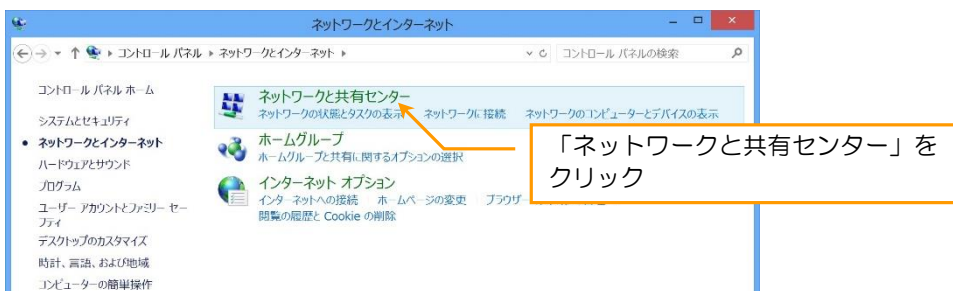 ネットワークとインターネット
コントロール パネル ▸ ネットワークとインターネット ▸
コントロール パネルの検索
コントロール パネル ホーム
システムとセキュリティ
ネットワークとインターネット
ハードウェアとサウンド
プログラム
ユーザー アカウントとファミリー セー
フティ
デスクトップのカスタマイズ
時計、言語、および地域
コンピューターの簡単操作
ネットワークと共有センター
ネットワークの状態とタスクの表示 ネットワークに接続 ネットワークのコンピューターとデバイスの表示
ホームグループ
ホームグループと共有に関するオプションの選択
インターネット オプション
インターネットへの接続 ホーム ページの変更 ブラウザー
閲覧の履歴と Cookie の削除
「ネットワークと共有センター」を
クリック